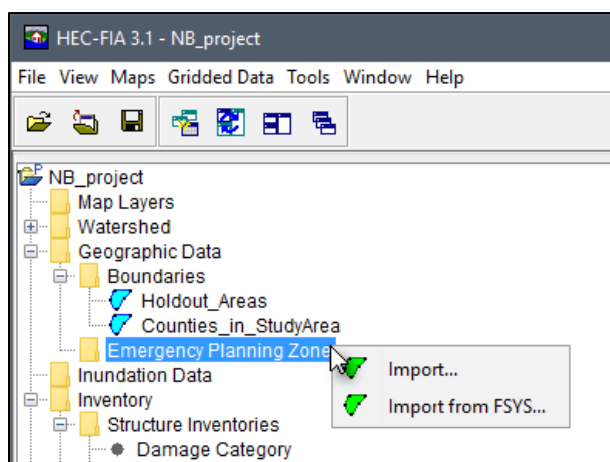 HEC-FIA 3.1 - NB_project
File View Maps Gridded Data Tools Window Help
NB_project
Map Layers
Watershed
Geographic Data
Boundaries
Holdout_Areas
Counties_in_StudyArea
Emergency Planning Zone
Import...
Inundation Data
Import from FSYS...
Inventory
Structure Inventories
Damage Category